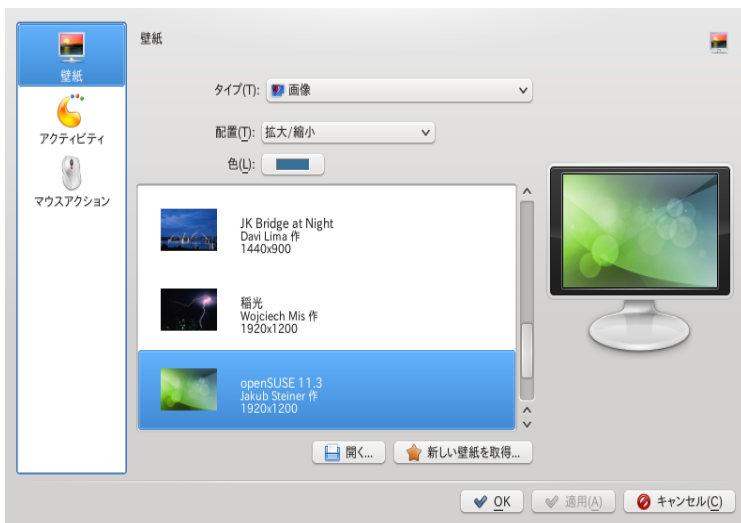 壁紙
アクティビティ
マウスアクション
壁紙
タイプ(T): 画像
配置(T): 拡大/縮小
色(L):
JK Bridge at Night
Davi Lima 作
1440x900
稲光
Wojciech Mis 作
1920x1200
openSUSE 11.3
Jakub Steiner 作
1920x1200
開く... 新しい壁紙を取得...
OK 適用(A) キャンセル(C)